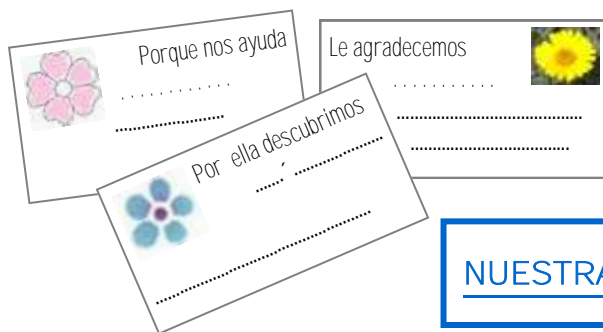 Porque nos ayuda
. . . . . . . . . . . .
............................
Le agradecemos
. . . . . . . . . . .
..........................................
....................................
Por ella descubrimos
......´ ....................
..................................................
NUESTRA